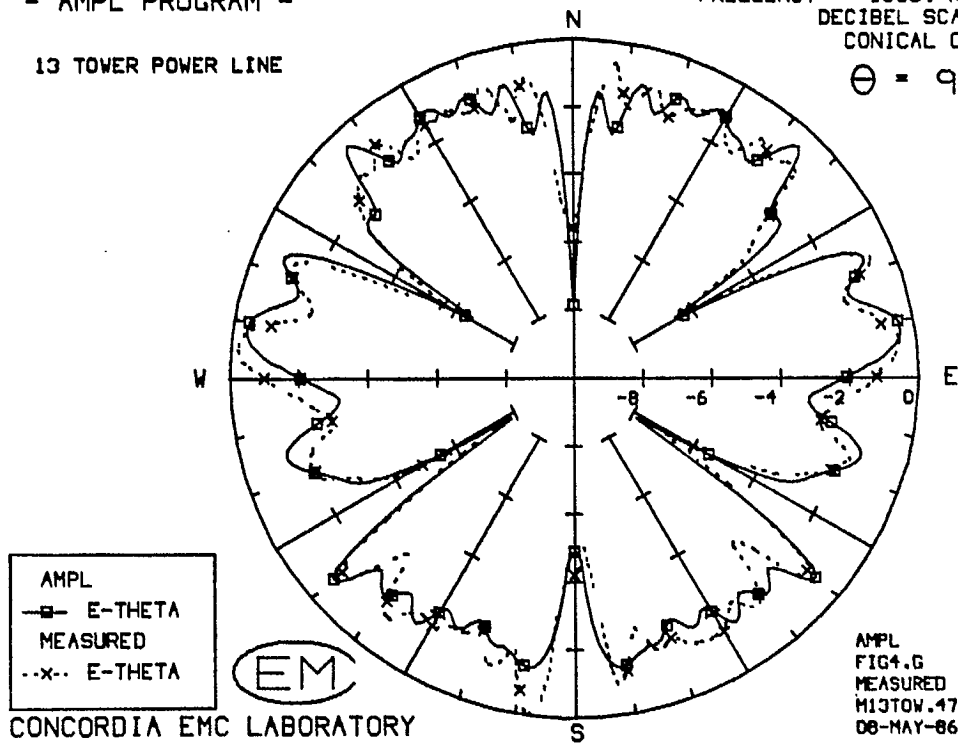 - AMPL PROGRAM -
13 TOWER POWER LINE
DECIBEL SCA
CONICAL C
Θ = 9
N
W
E
S
-8 -6 -4 -2 0
AMPL
E-THETA
MEASURED
E-THETA
EM
CONCORDIA EMC LABORATORY
AMPL
FIG4.G
MEASURED
M13TOW.47
08-MAY-86